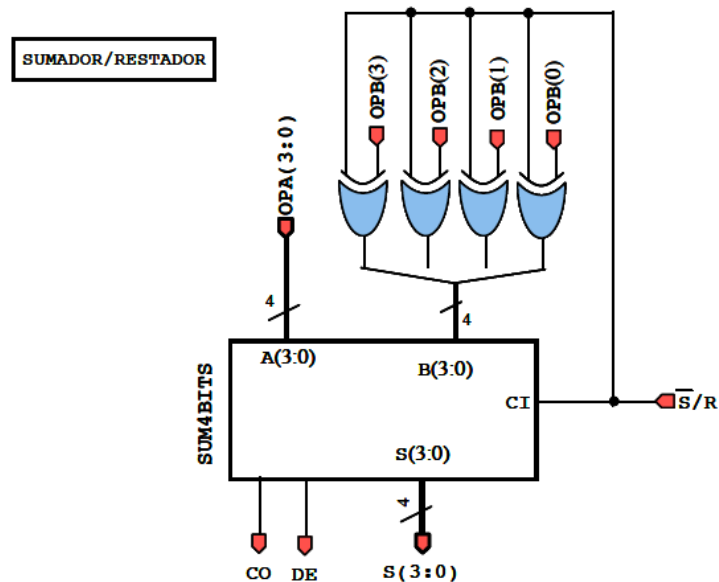 SUMADOR/RESTADOR
OPA(3:0)
OPB(3)
OPB(2)
OPB(1)
OPB(0)
4
4
A(3:0)
B(3:0)
SUM4BITS
CI
S̅/R
S(3:0)
4
CO
DE
S(3:0)